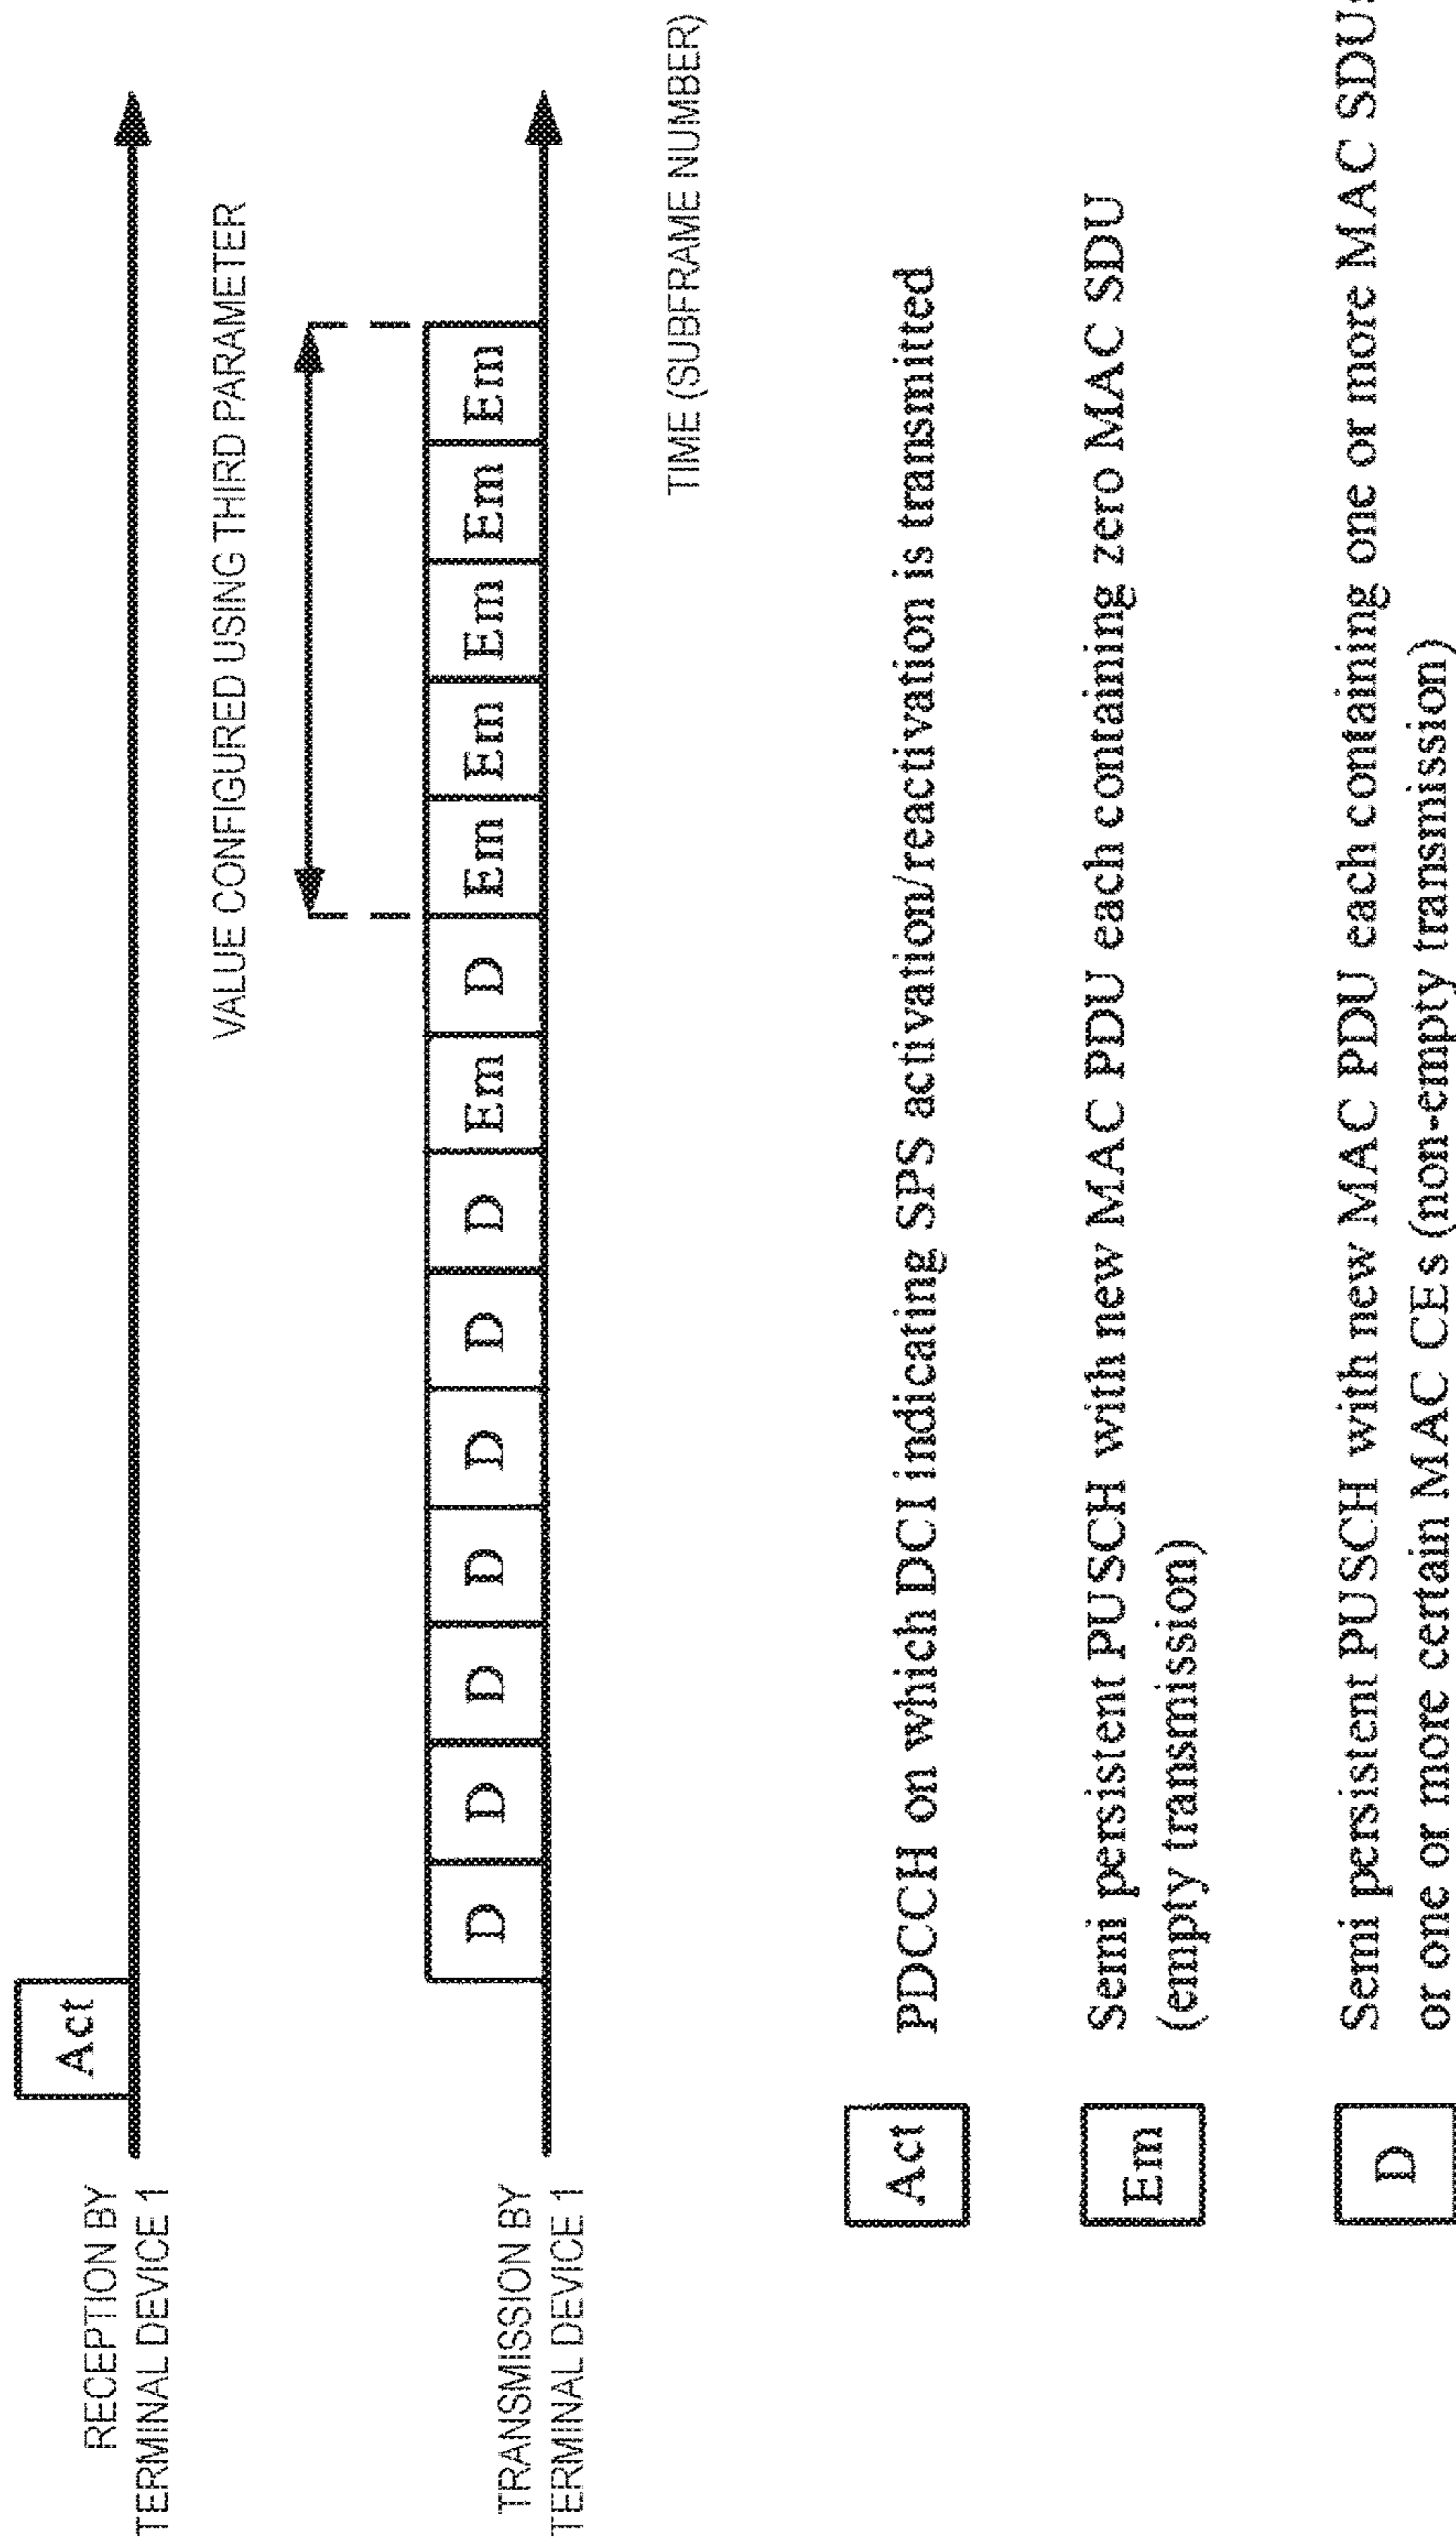 RECEPTION BY
TERMINAL DEVICE 1
Act
VALUE CONFIGURED USING THIRD PARAMETER
TRANSMISSION BY
TERMINAL DEVICE 1
D D D D D D D Em D Em Em Em Em Em
TIME (SUBFRAME NUMBER)
Act PDCCH on which DCI indicating SPS activation/reactivation is transmitted
Em Semi persistent PUSCH with new MAC PDU each containing zero MAC SDU
(empty transmission)
D Semi persistent PUSCH with new MAC PDU each containing one or more MAC SDUs
or one or more certain MAC CEs (non-empty transmission)